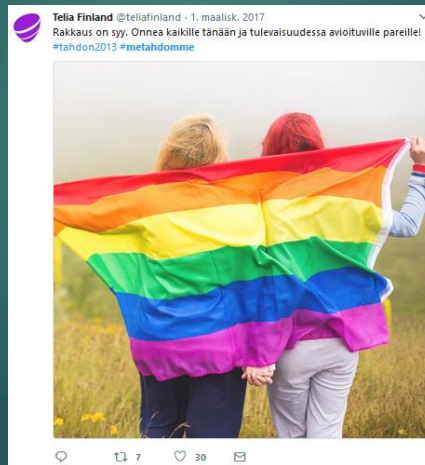 Telia Finland @teliafinland · 1. maalisk. 2017
Rakkaus on syy. Onnea kaikille tänään ja tulevaisuudessa avioituville pareille!
#tahdon2013 #metahdomme
7 30